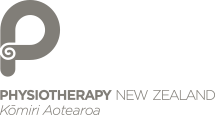 PHYSIOTHERAPY NEW ZEALAND
Kōmiri Aotearoa